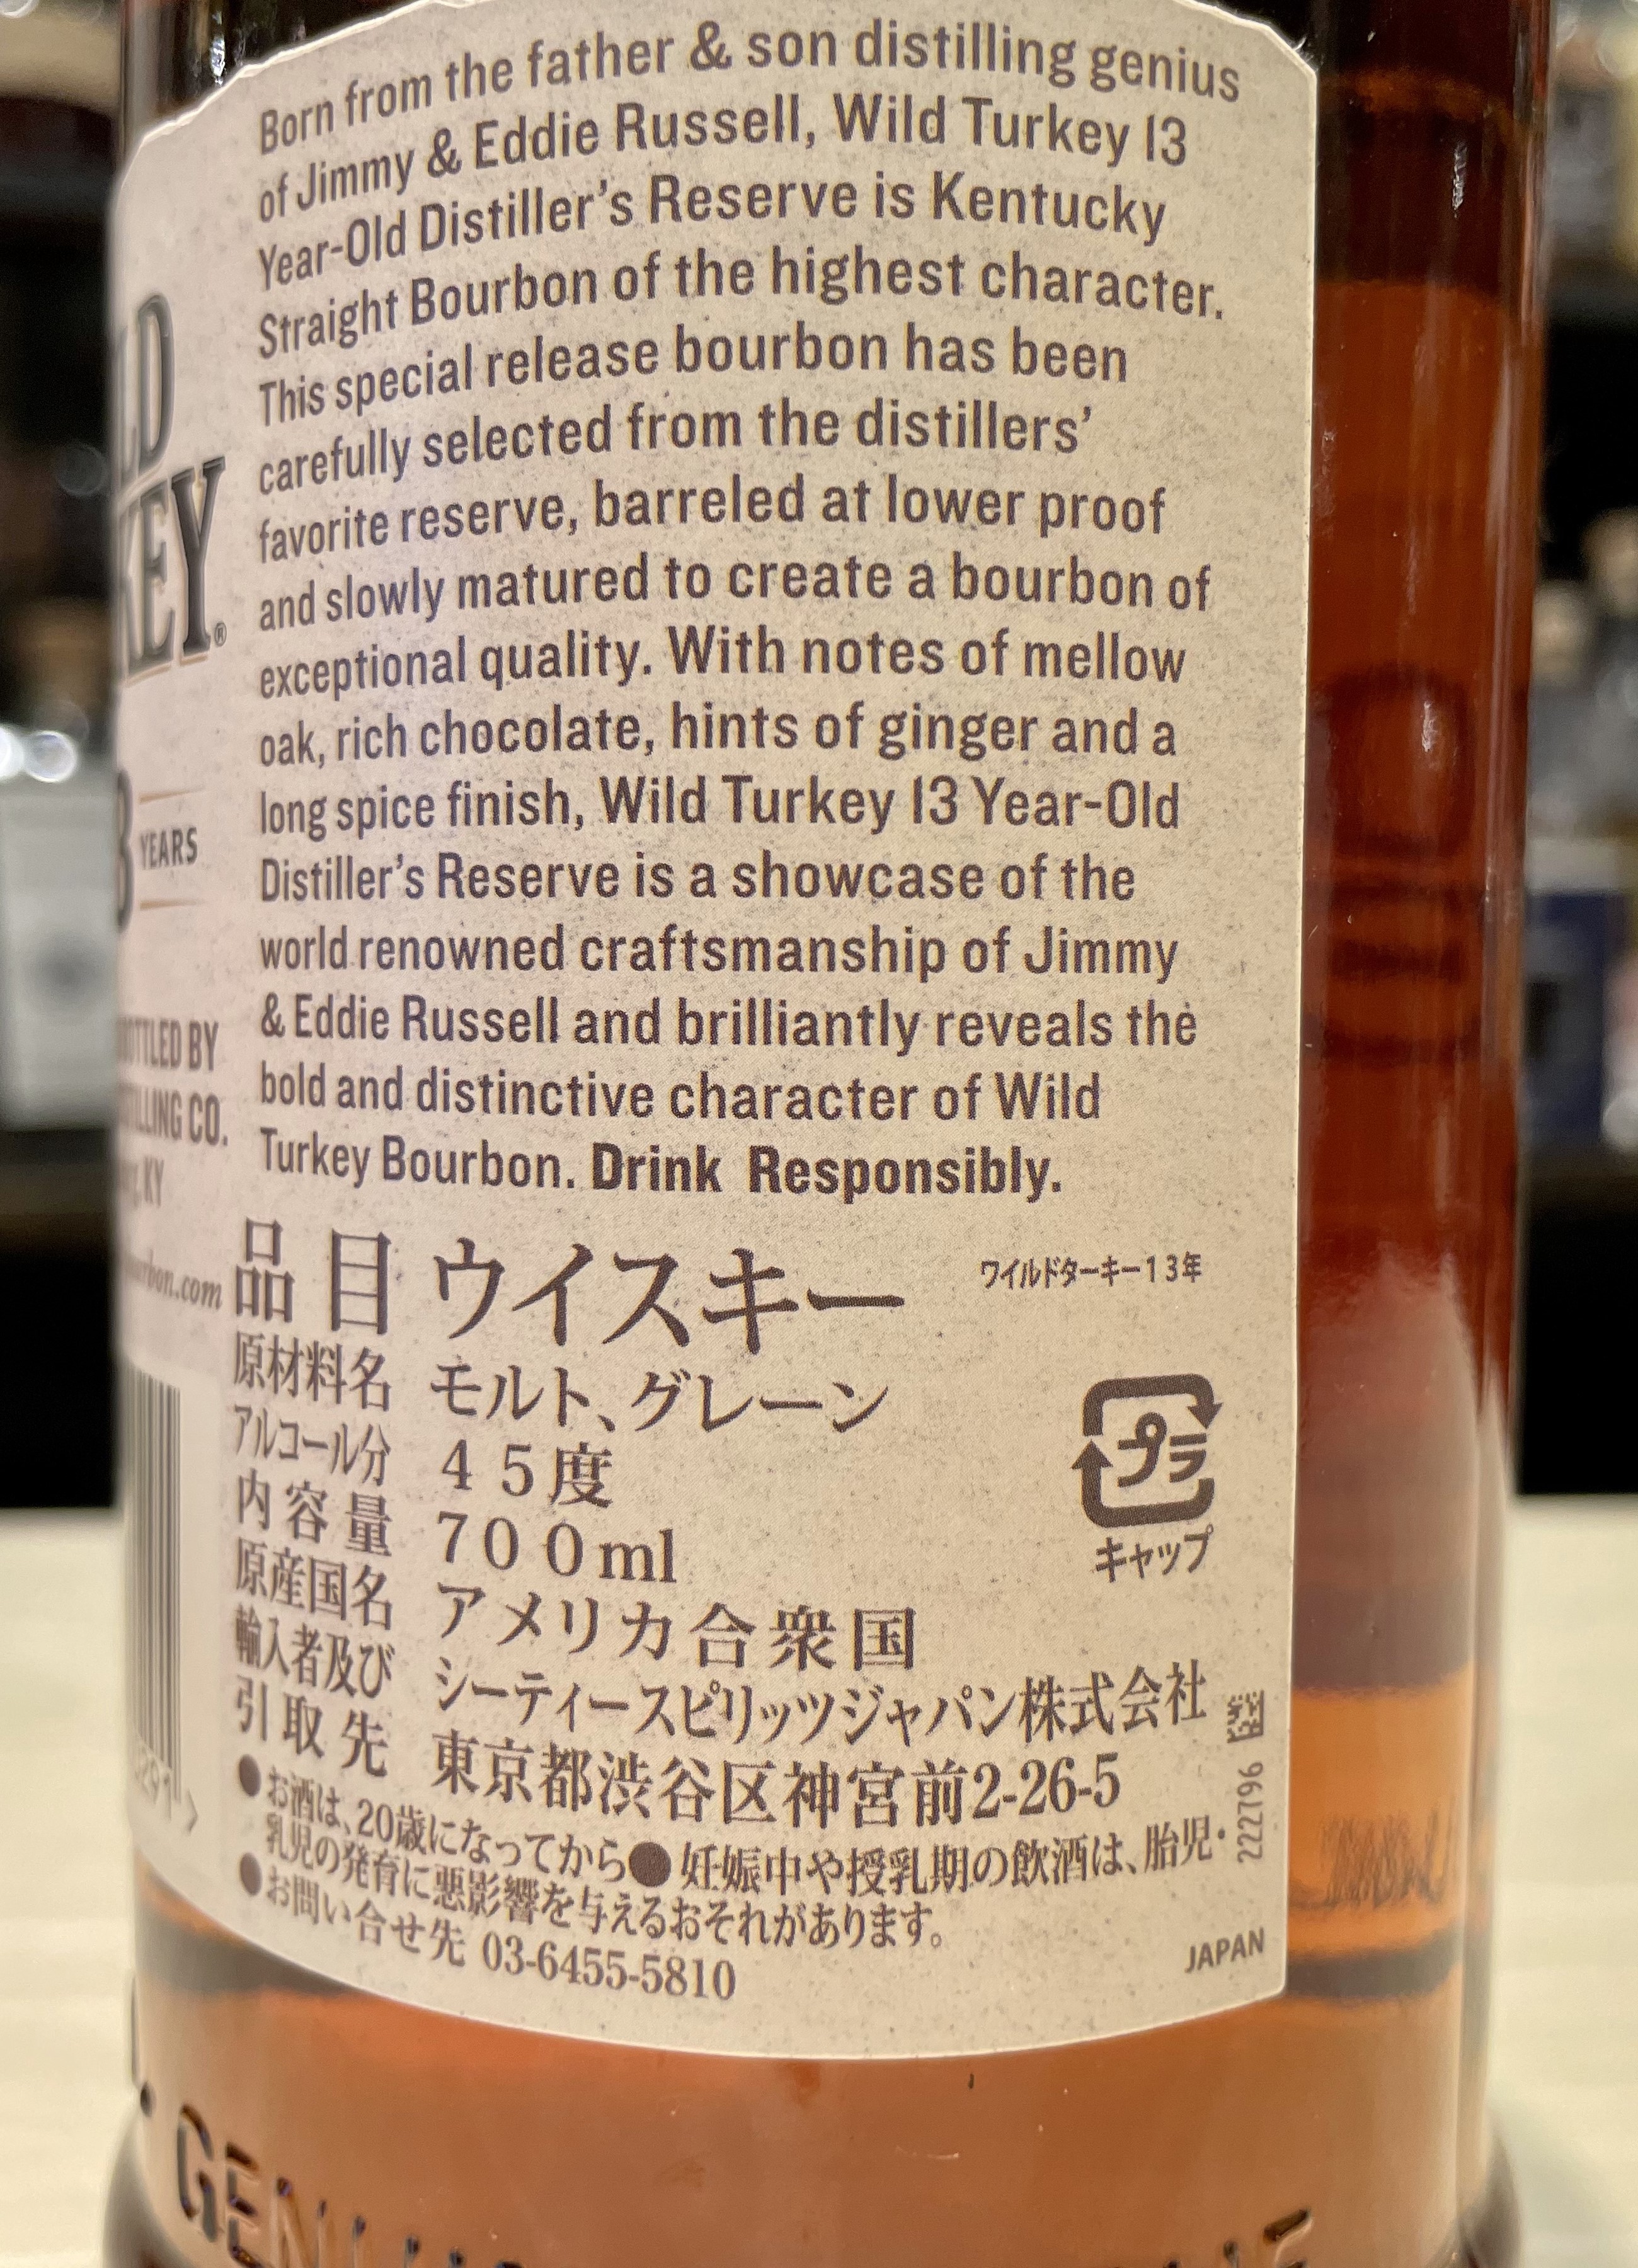 Born from the father & son distilling genius
of Jimmy & Eddie Russell, Wild Turkey 13
Year-Old Distiller's Reserve is Kentucky
Straight Bourbon of the highest character.
This special release bourbon has been
carefully selected from the distillers'
favorite reserve, barreled at lower proof
and slowly matured to create a bourbon of
exceptional quality. With notes of mellow
oak, rich chocolate, hints of ginger and a
long spice finish, Wild Turkey 13 Year-Old
Distiller's Reserve is a showcase of the
world renowned craftsmanship of Jimmy
& Eddie Russell and brilliantly reveals the
bold and distinctive character of Wild
Turkey Bourbon. Drink Responsibly.
品目 ウイスキー ワイルドターキー13年
原材料名 モルト、グレーン
アルコール分 45度
内容量 700ml
原産国名 アメリカ合衆国
輸入者及び シーティースピリッツジャパン株式会社
引取先 東京都渋谷区神宮前2-26-5
●お酒は、20歳になってから●妊娠中や授乳期の飲酒は、胎児・
乳児の発育に悪影響を与えるおそれがあります。
●お問い合せ先 03-6455-5810
プラ
キャップ
222796
JAPAN
YEARS
BY
CO.
KY